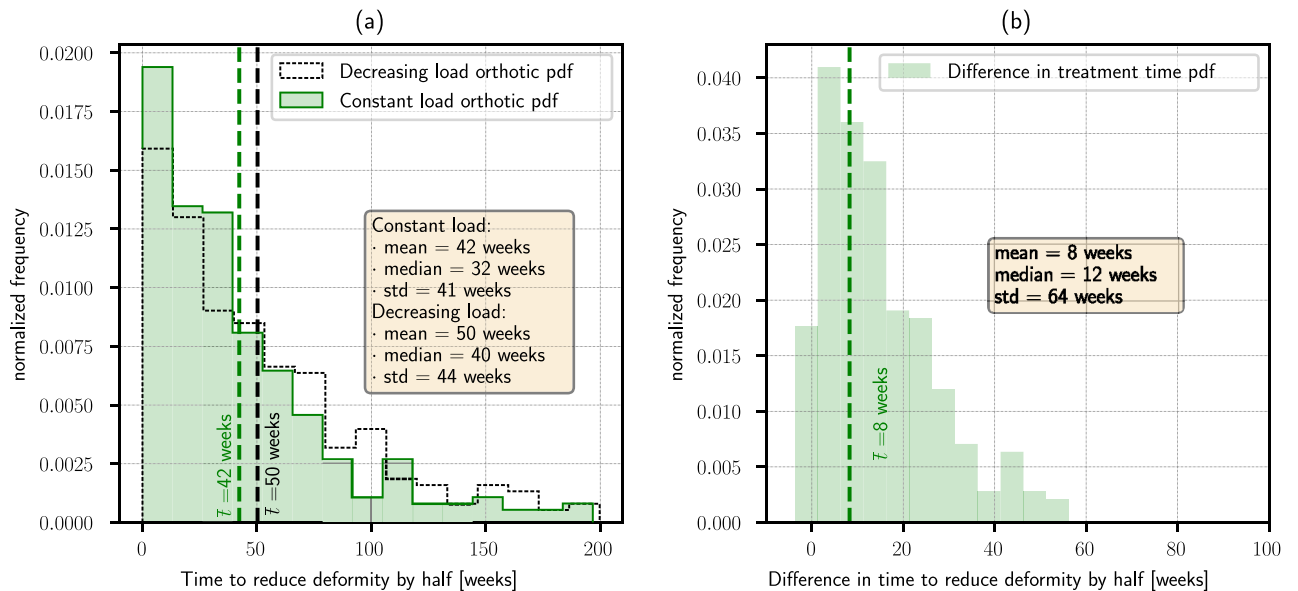 (a)
0.0200
0.0175
0.0150
0.0125
0.0100
0.0075
0.0050
0.0025
0.0000
normalized frequency
Decreasing load orthotic pdf
Constant load orthotic pdf
Constant load:
· mean = 42 weeks
· median = 32 weeks
· std = 41 weeks
Decreasing load:
· mean = 50 weeks
· median = 40 weeks
· std = 44 weeks
t̄ =42 weeks
t̄ =50 weeks
0 50 100 150 200
Time to reduce deformity by half [weeks]
(b)
0.040
0.035
0.030
0.025
0.020
0.015
0.010
0.005
0.000
normalized frequency
Difference in treatment time pdf
mean = 8 weeks
median = 12 weeks
std = 64 weeks
t̄ =8 weeks
0 20 40 60 80 100
Difference in time to reduce deformity by half [weeks]